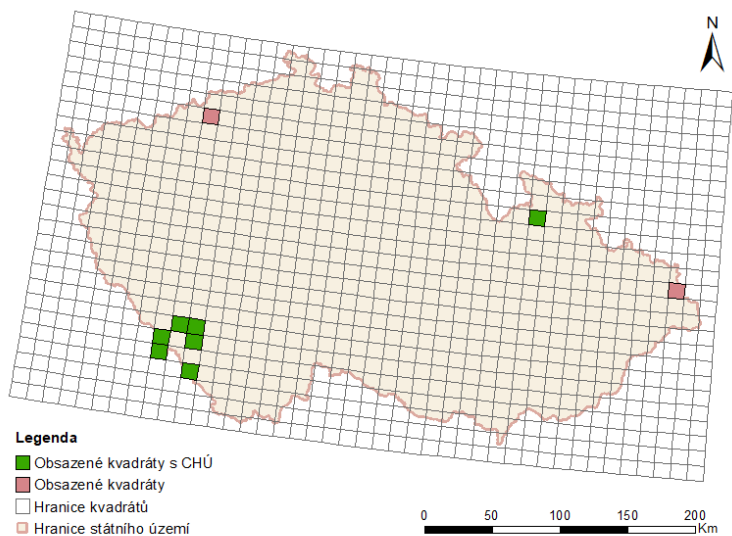 N
Legenda
Obsazené kvadráty s CHÚ
Obsazené kvadráty
Hranice kvadrátů
Hranice státního území
0 50 100 150 200
Km